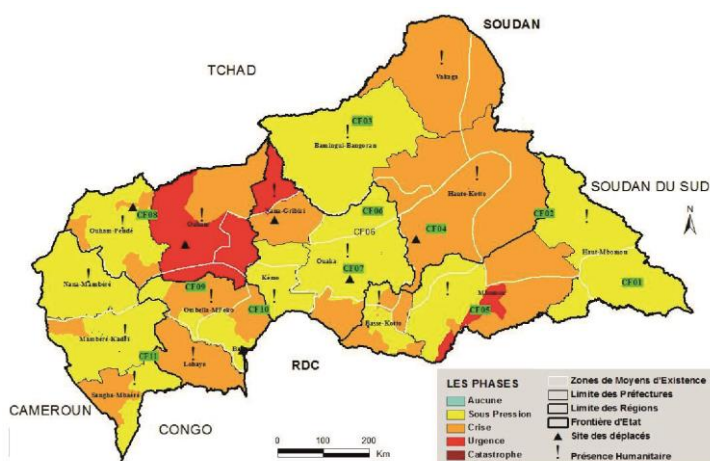 SOUDAN
TCHAD
Vakaga
CF03
Bamingui-Bangoran
SOUDAN DU SUD
N
Haute-Kotto
Nana-Gribizi
Ouham
CF08
Ouham-Pendé
CF06
CF06
CF02
CF04
Haut-Mbomou
Ouaka
CF07
Kémo
Nana-Mambéré
CF09
CF01
Mbomou
CF05
Ombella-M'Poko
CF10
Basse-Kotto
Mambéré-Kadéï
CF11
Lobaye
RDC
Sangha-Mbaéré
CAMEROUN
CONGO
0 100 200
Km
LES PHASES
Aucune
Sous Pression
Crise
Urgence
Catastrophe
Zones de Moyens d'Existence
Limite des Préfectures
Limite des Régions
Frontière d'Etat
Site des déplacés
Présence Humanitaire